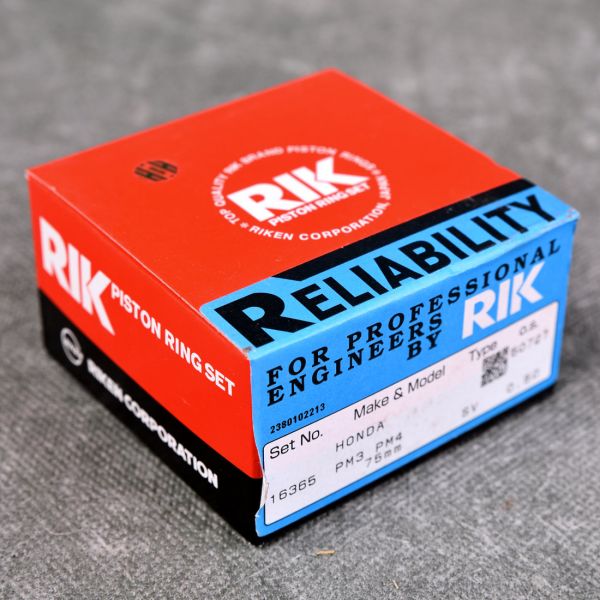 TOP QUALITY RIK BRAND PISTON RINGS
RIK
PISTON RING SET
RIKEN CORPORATION, JAPAN
RELIABILITY
FOR PROFESSIONAL
ENGINEERS
BY RIK
RIK PISTON RING SET
RIKEN CORPORATION
2380102213
Set No. Make & Model Type O.S.
HONDA
16365 PM3 PM4 SV 0.50
75mm